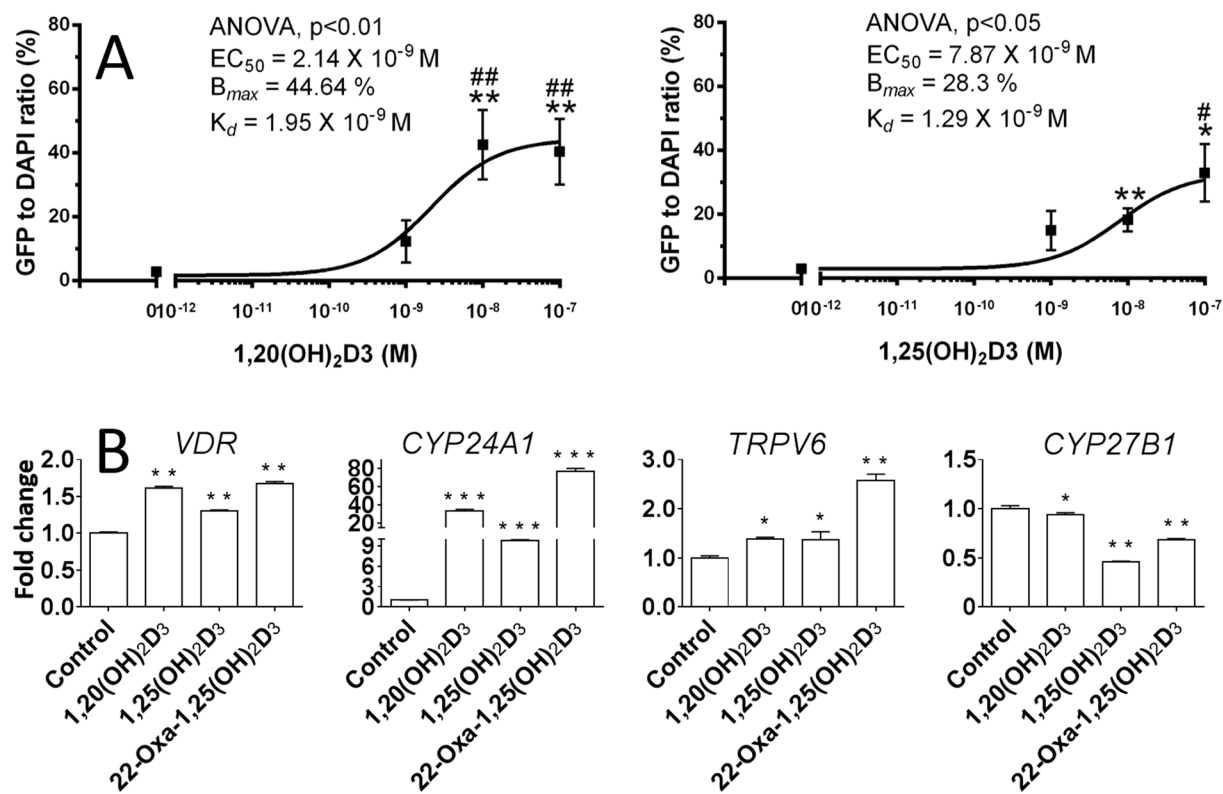 A
ANOVA, p<0.01
EC50 = 2.14 X 10-9 M
Bmax = 44.64 %
Kd = 1.95 X 10-9 M
GFP to DAPI ratio (%)
80
60
40
20
0
##
**
##
**
0 10-12 10-11 10-10 10-9 10-8 10-7
1,20(OH)2D3 (M)
ANOVA, p<0.05
EC50 = 7.87 X 10-9 M
Bmax = 28.3 %
Kd = 1.29 X 10-9 M
GFP to DAPI ratio (%)
80
60
40
20
0
**
#
*
0 10-12 10-11 10-10 10-9 10-8 10-7
1,25(OH)2D3 (M)
B
VDR
Fold change
2.0
1.5
1.0
0.5
0.0
* *
* *
* *
Control
1,20(OH)2D3
1,25(OH)2D3
22-Oxa-1,25(OH)2D3
CYP24A1
80
60
40
20
9
6
3
0
* * *
* * *
* * *
Control
1,20(OH)2D3
1,25(OH)2D3
22-Oxa-1,25(OH)2D3
TRPV6
3.0
2.0
1.0
0.0
*
*
* *
Control
1,20(OH)2D3
1,25(OH)2D3
22-Oxa-1,25(OH)2D3
CYP27B1
1.5
1.0
0.5
0
*
* *
* *
Control
1,20(OH)2D3
1,25(OH)2D3
22-Oxa-1,25(OH)2D3